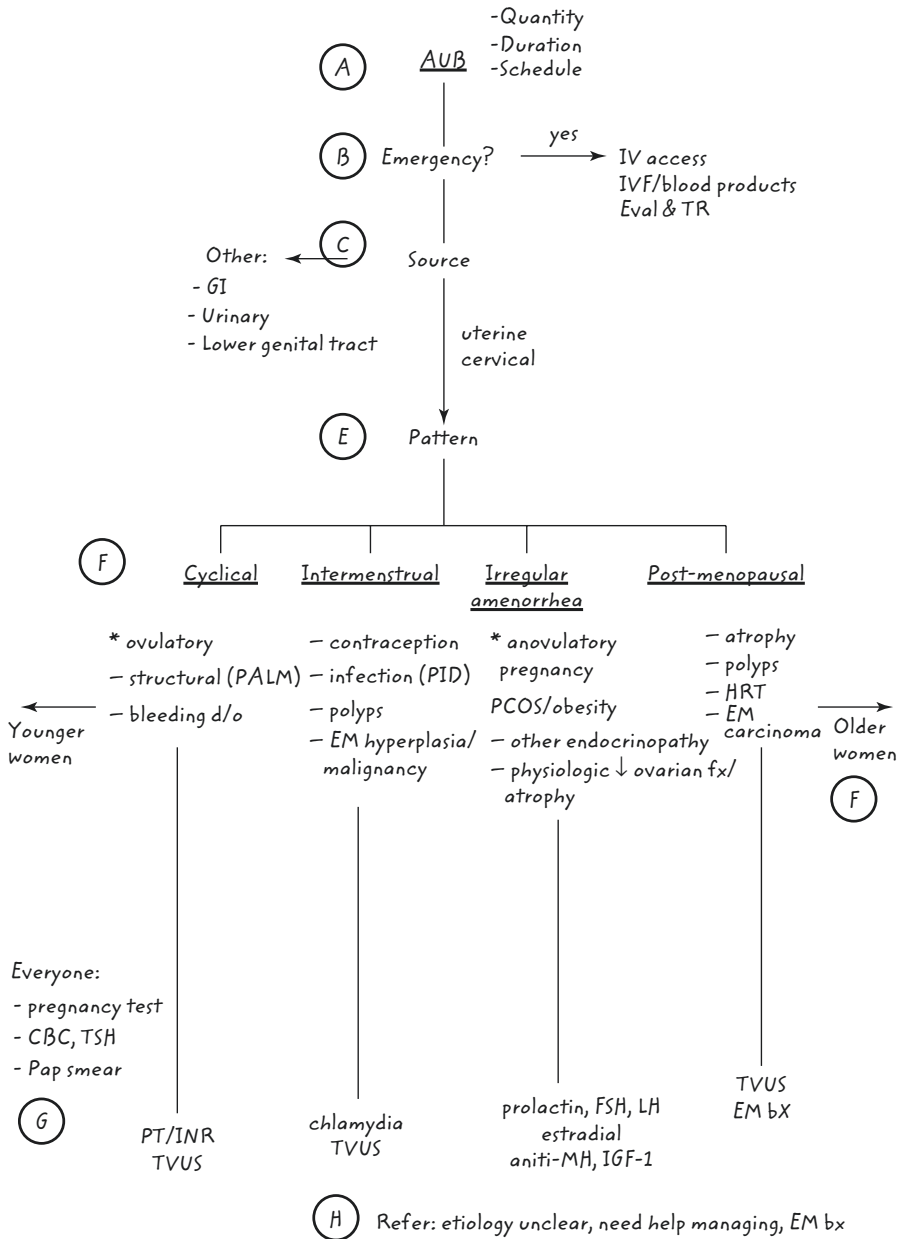 A
AUB
-Quantity
-Duration
-Schedule
B
Emergency?
yes
IV access
IVF/blood products
Eval & TR
C
Source
Other:
- GI
- Urinary
- Lower genital tract
uterine
cervical
E
Pattern
F
Cyclical
* ovulatory
– structural (PALM)
– bleeding d/o
Younger
women
Intermenstrual
– contraception
– infection (PID)
– polyps
– EM hyperplasia/
malignancy
Irregular
amenorrhea
* anovulatory
pregnancy
PCOS/obesity
– other endocrinopathy
– physiologic ↓ ovarian fx/
atrophy
Post-menopausal
– atrophy
– polyps
– HRT
– EM
carcinoma
Older
women
F
Everyone:
- pregnancy test
- CBC, TSH
- Pap smear
G
PT/INR
TVUS
chlamydia
TVUS
prolactin, FSH, LH
estradial
aniti-MH, IGF-1
TVUS
EM bX
H
Refer: etiology unclear, need help managing, EM bx